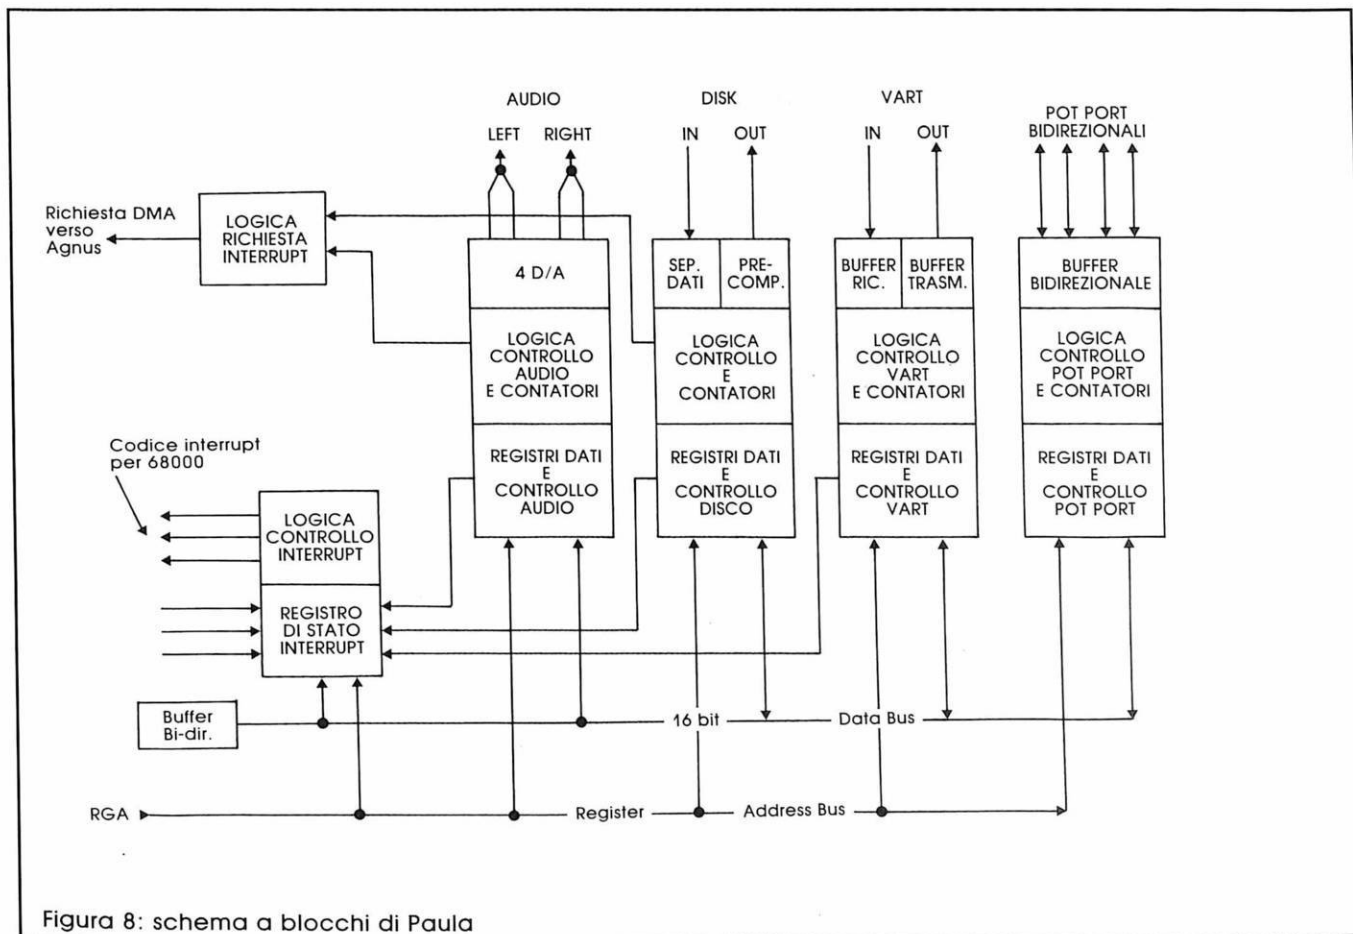 AUDIO
LEFT RIGHT
DISK
IN OUT
VART
IN OUT
POT PORT
BIDIREZIONALI
Richiesta DMA
verso
Agnus
LOGICA
RICHIESTA
INTERRUPT
4 D/A
LOGICA
CONTROLLO
AUDIO
E CONTATORI
REGISTRI DATI
E
CONTROLLO
AUDIO
SEP.
DATI
PRE-
COMP.
LOGICA
CONTROLLO
E
CONTATORI
REGISTRI DATI
E
CONTROLLO
DISCO
BUFFER
RIC.
BUFFER
TRASM.
LOGICA
CONTROLLO
VART
E CONTATORI
REGISTRI DATI
E
CONTROLLO
VART
BUFFER
BIDIREZIONALE
LOGICA
CONTROLLO
POT PORT
E CONTATORI
REGISTRI DATI
E
CONTROLLO
POT PORT
Codice interrupt
per 68000
LOGICA
CONTROLLO
INTERRUPT
REGISTRO
DI STATO
INTERRUPT
Buffer
Bi-dir.
16 bit Data Bus
RGA Register Address Bus
Figura 8: schema a blocchi di Paula